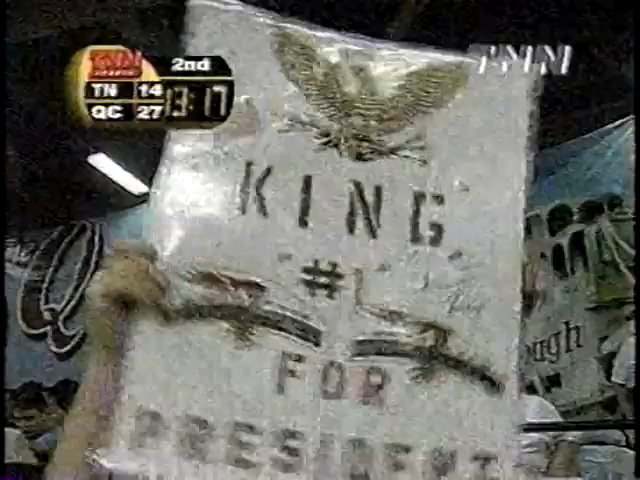 TNN
2nd
TNN
TN 14
13:17
QC 27
KING
#1
FOR
PRESIDENT
ough